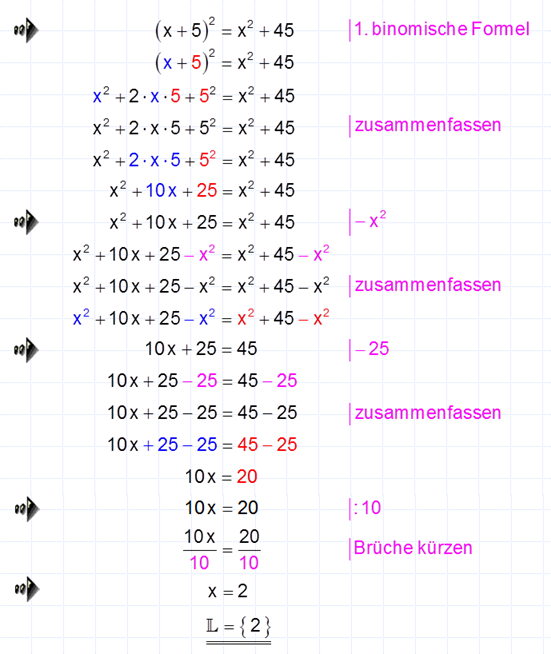 (x + 5)² = x² + 45 |1. binomische Formel
(x + 5)² = x² + 45
x² + 2 · x · 5 + 5² = x² + 45
x² + 2 · x · 5 + 5² = x² + 45 |zusammenfassen
x² + 2 · x · 5 + 5² = x² + 45
x² + 10x + 25 = x² + 45
x² + 10x + 25 = x² + 45 |− x²
x² + 10x + 25 − x² = x² + 45 − x²
x² + 10x + 25 − x² = x² + 45 − x² |zusammenfassen
x² + 10x + 25 − x² = x² + 45 − x²
10x + 25 = 45 |− 25
10x + 25 − 25 = 45 − 25
10x + 25 − 25 = 45 − 25 |zusammenfassen
10x + 25 − 25 = 45 − 25
10x = 20
10x = 20 |: 10
10x/10 = 20/10 |Brüche kürzen
x = 2
𝕃 = { 2 }